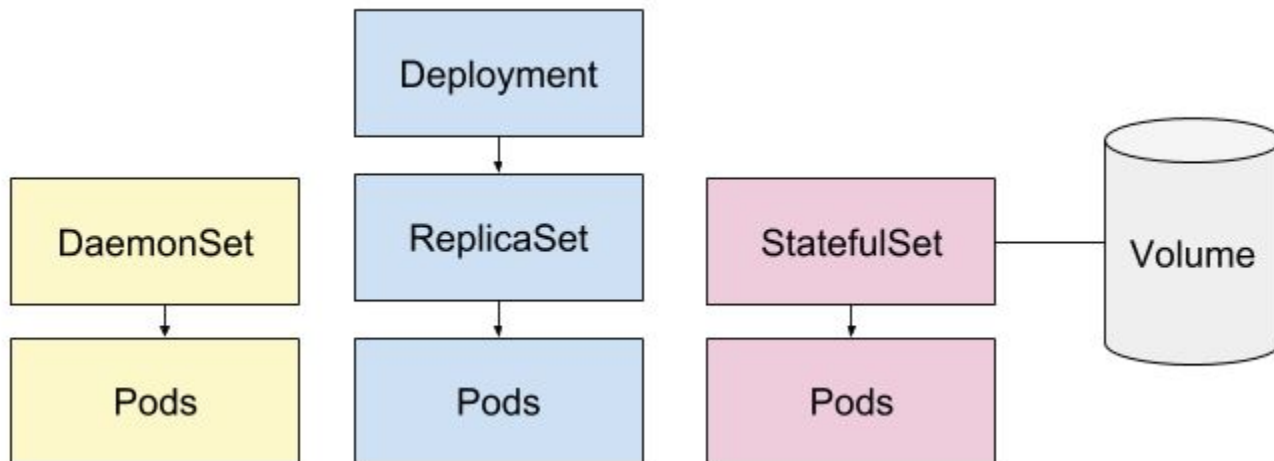 Deployment
DaemonSet
ReplicaSet
StatefulSet
Volume
Pods
Pods
Pods